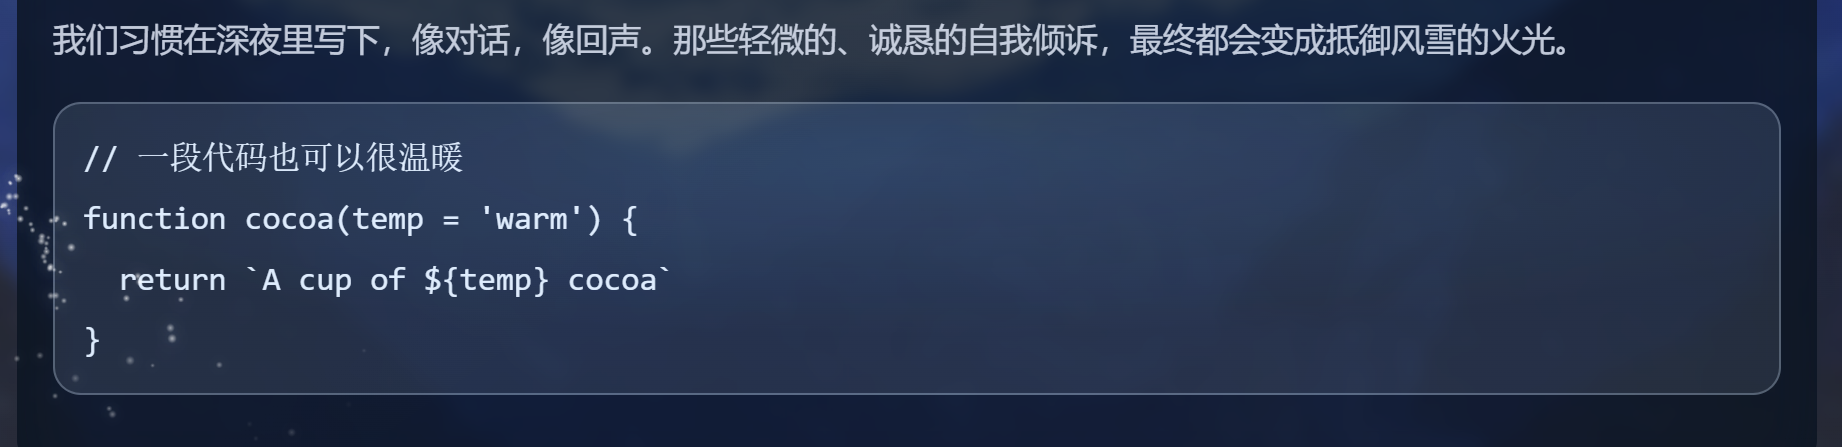 我们习惯在深夜里写下，像对话，像回声。那些轻微的、诚恳的自我倾诉，最终都会变成抵御风雪的火光。
// 一段代码也可以很温暖
function cocoa(temp = 'warm') {
  return `A cup of ${temp} cocoa`
}